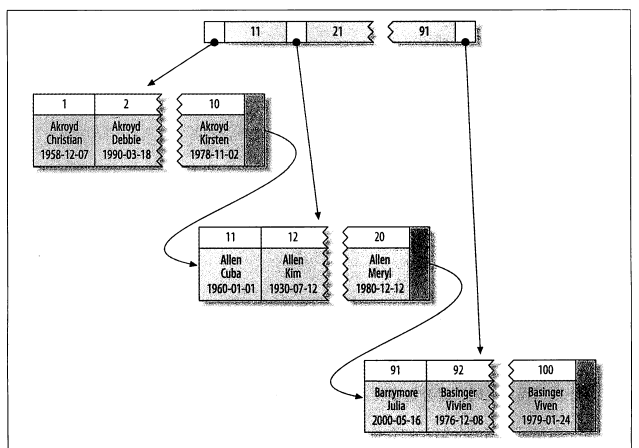 11 21 91
1 2 10
Akroyd Akroyd Akroyd
Christian Debbie Kirsten
1958-12-07 1990-03-18 1978-11-02
11 12 20
Allen Allen Allen
Cuba Kim Meryl
1960-01-01 1930-07-12 1980-12-12
91 92 100
Barrymore Basinger Basinger
Julia Vivien Viven
2000-05-16 1976-12-08 1979-01-24